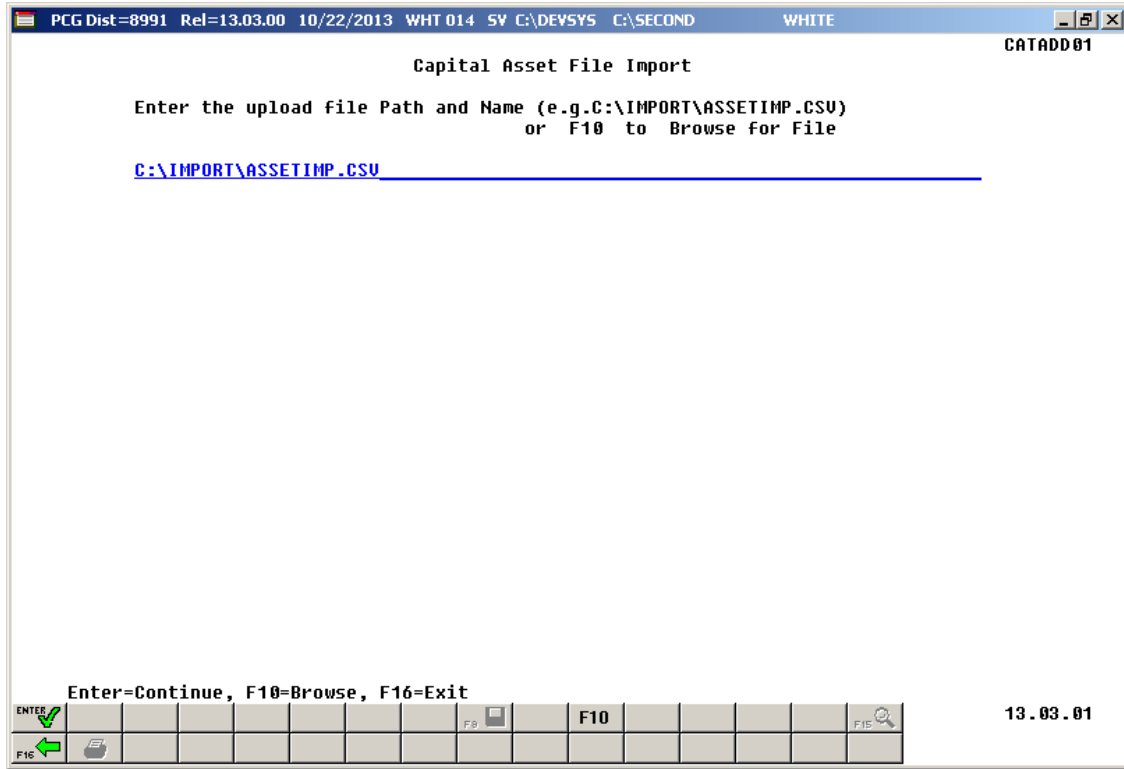 PCG Dist=8991 Rel=13.03.00 10/22/2013 WHT 014 SV C:\DEVSYS C:\SECOND WHITE
CATADD01
Capital Asset File Import
Enter the upload file Path and Name (e.g.C:\IMPORT\ASSETIMP.CSV)
or F10 to Browse for File
C:\IMPORT\ASSETIMP.CSV
Enter=Continue, F10=Browse, F16=Exit
ENTER F9 F10 F15 13.03.01
F16